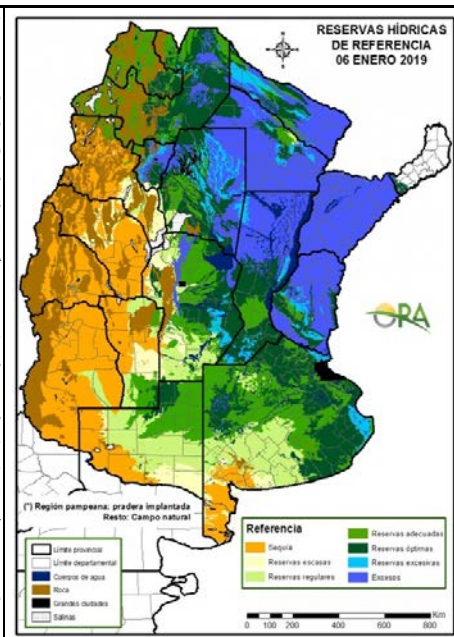 RESERVAS HÍDRICAS
DE REFERENCIA
06 ENERO 2019
ORA
(*) Región pampeana: pradera implantada
Resto: Campo natural
Límite provincial
Límite departamental
Cuerpos de agua
Roca
Grandes ciudades
Salinas
Referencia
Sequía
Reservas escasas
Reservas regulares
Reservas adecuadas
Reservas óptimas
Reservas excesivas
Excesos
Km
0 100 200 400 600 800